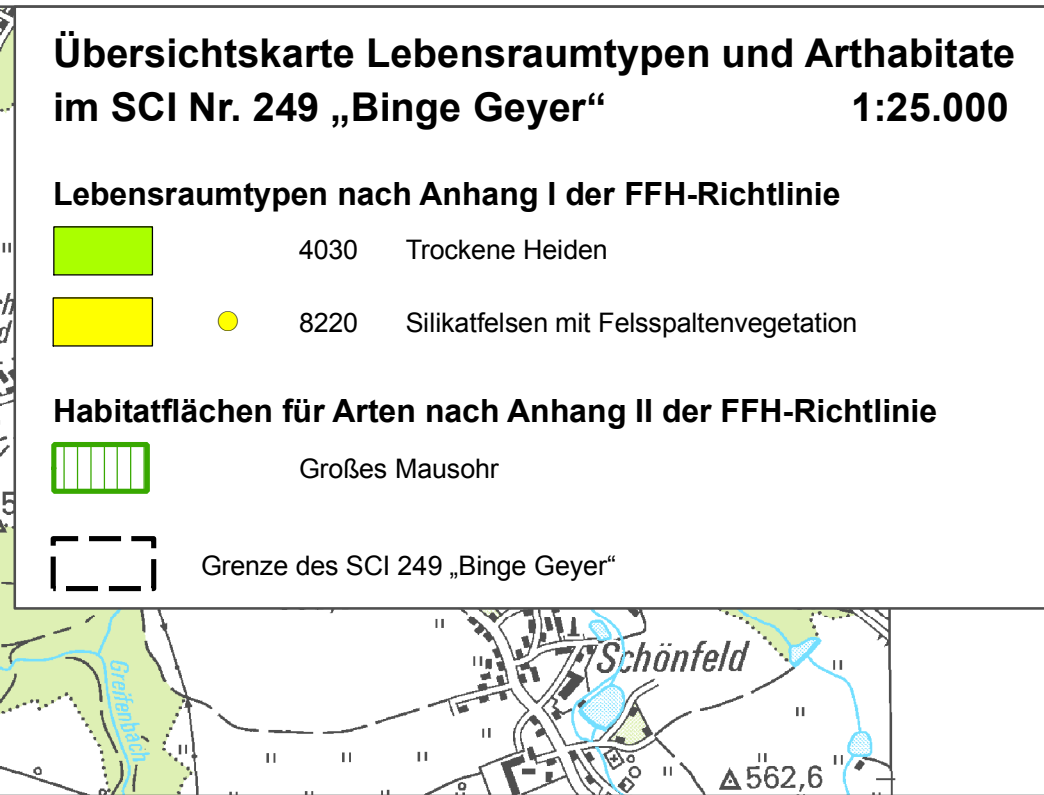 Übersichtskarte Lebensraumtypen und Arthabitate
im SCI Nr. 249 „Binge Geyer“ 1:25.000
Lebensraumtypen nach Anhang I der FFH-Richtlinie
4030 Trockene Heiden
8220 Silikatfelsen mit Felsspaltenvegetation
Habitatflächen für Arten nach Anhang II der FFH-Richtlinie
Großes Mausohr
Grenze des SCI 249 „Binge Geyer“
Schönfeld
Greifenbach
562,6